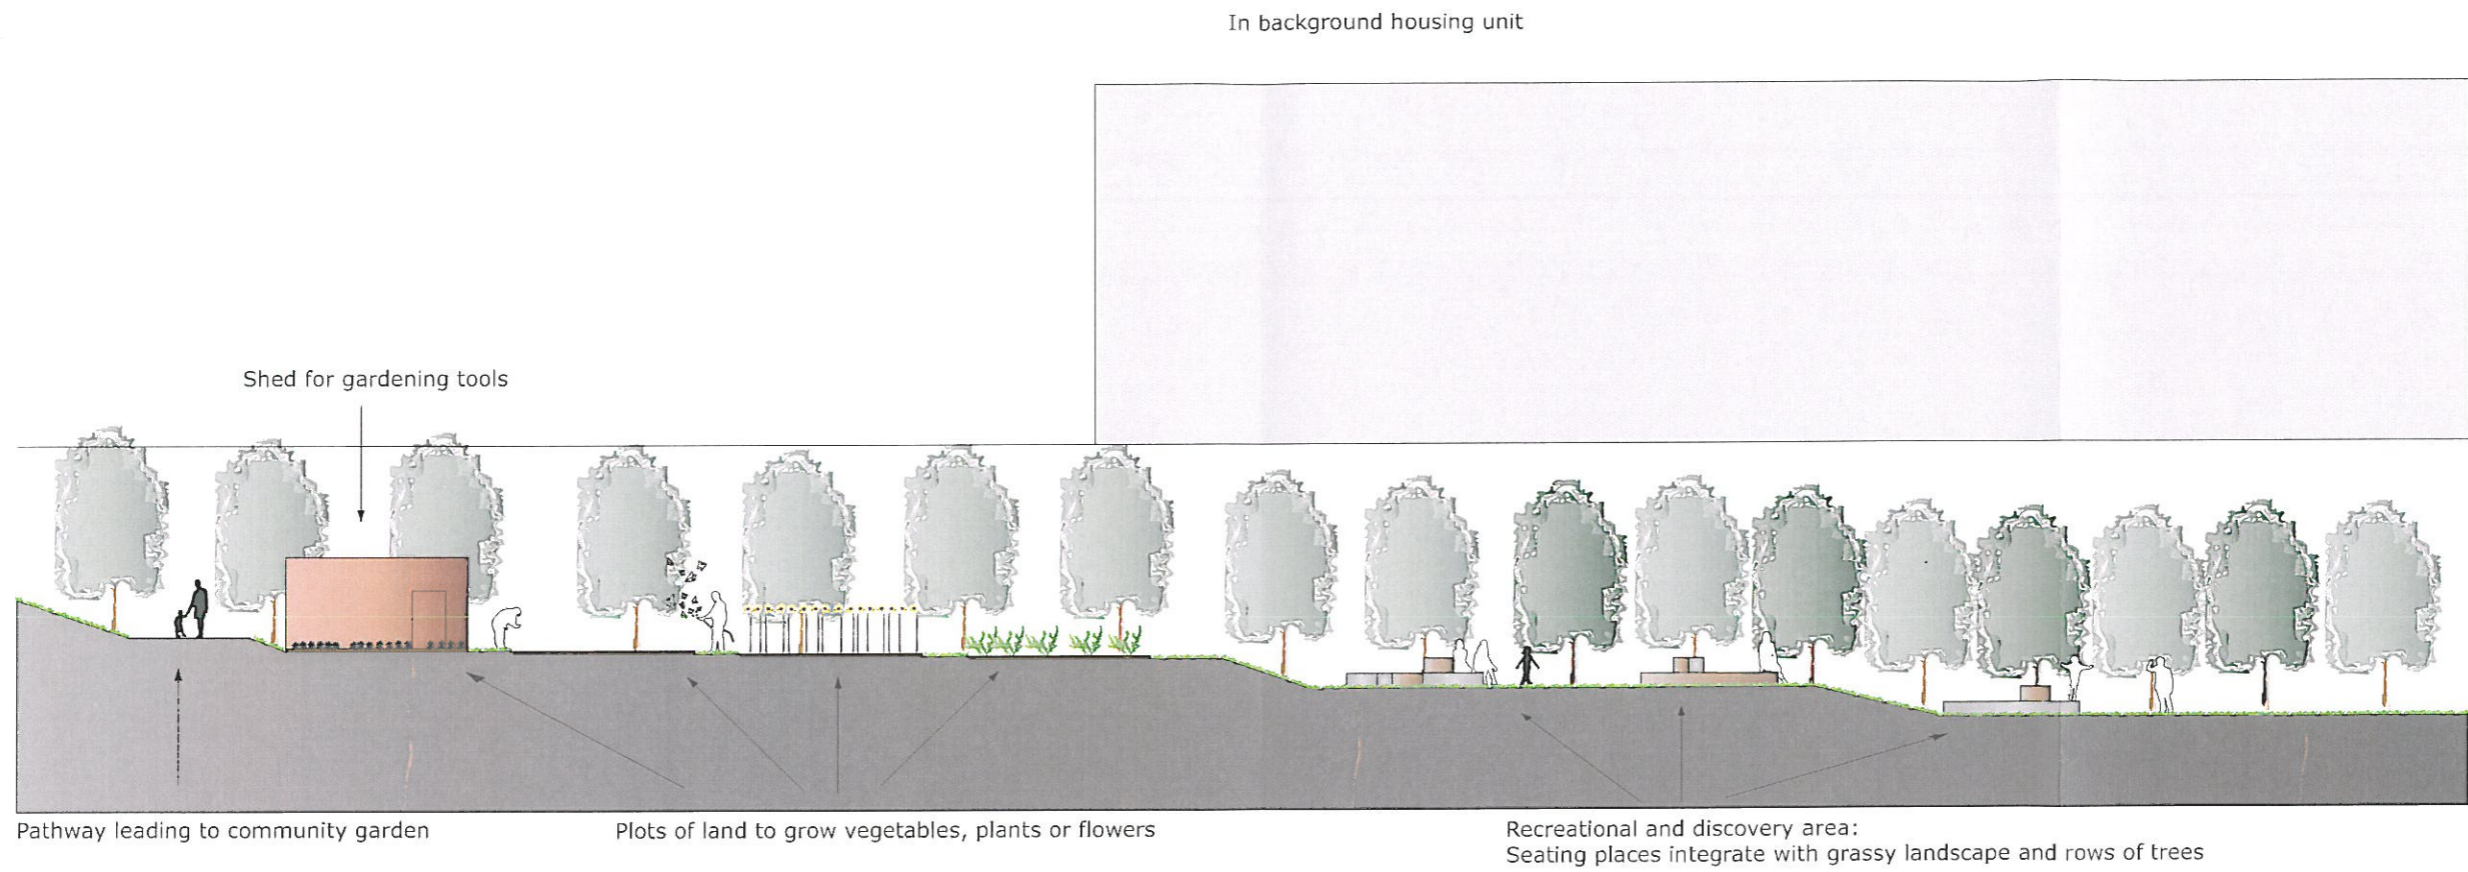 In background housing unit
Shed for gardening tools
Pathway leading to community garden
Plots of land to grow vegetables, plants or flowers
Recreational and discovery area:
Seating places integrate with grassy landscape and rows of trees